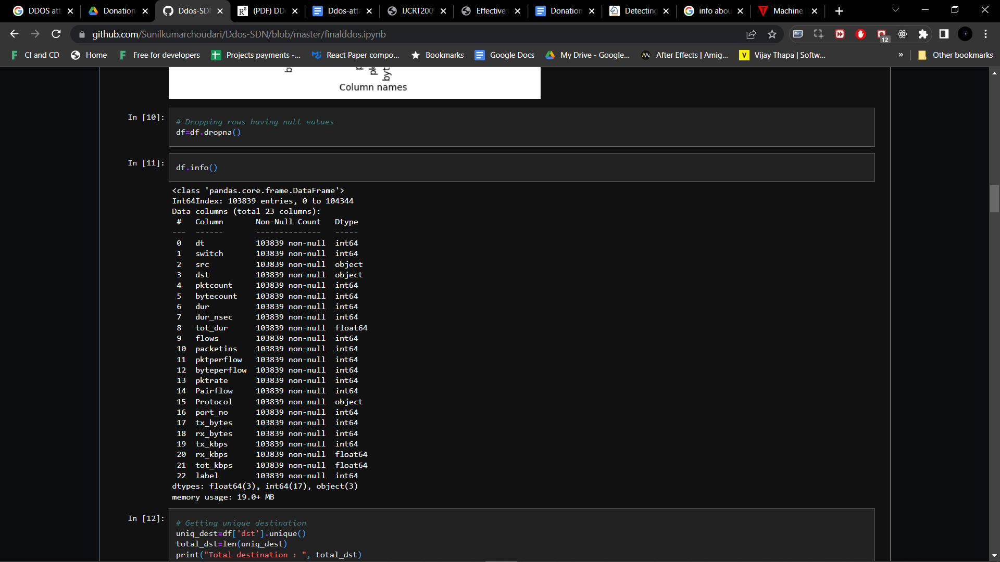 DDOS att
Donation
Ddos-SDN
(PDF) DD
Ddos-atta
IJCRT200
Effective
Donation
Detecting
info abou
Machine
github.com/Sunilkumarchoudari/Ddos-SDN/blob/master/finalddos.ipynb
12
CI and CD
Home
Free for developers
Projects payments -...
React Paper compo...
Bookmarks
Google Docs
My Drive - Google...
After Effects | Amig...
Vijay Thapa | Softw...
»
Other bookmarks
Column names
In [10]:
# Dropping rows having null values
df=df.dropna()
In [11]:
df.info()
<class 'pandas.core.frame.DataFrame'>
Int64Index: 103839 entries, 0 to 104344
Data columns (total 23 columns):
# Column Non-Null Count Dtype
--- ------ -------------- -----
0 dt 103839 non-null int64
1 switch 103839 non-null int64
2 src 103839 non-null object
3 dst 103839 non-null object
4 pktcount 103839 non-null int64
5 bytecount 103839 non-null int64
6 dur 103839 non-null int64
7 dur_nsec 103839 non-null int64
8 tot_dur 103839 non-null float64
9 flows 103839 non-null int64
10 packetins 103839 non-null int64
11 pktperflow 103839 non-null int64
12 byteperflow 103839 non-null int64
13 pktrate 103839 non-null int64
14 Pairflow 103839 non-null int64
15 Protocol 103839 non-null object
16 port_no 103839 non-null int64
17 tx_bytes 103839 non-null int64
18 rx_bytes 103839 non-null int64
19 tx_kbps 103839 non-null int64
20 rx_kbps 103839 non-null float64
21 tot_kbps 103839 non-null float64
22 label 103839 non-null int64
dtypes: float64(3), int64(17), object(3)
memory usage: 19.0+ MB
In [12]:
# Getting unique destination
uniq_dest=df['dst'].unique()
total_dst=len(uniq_dest)
print("Total destination : ", total_dst)